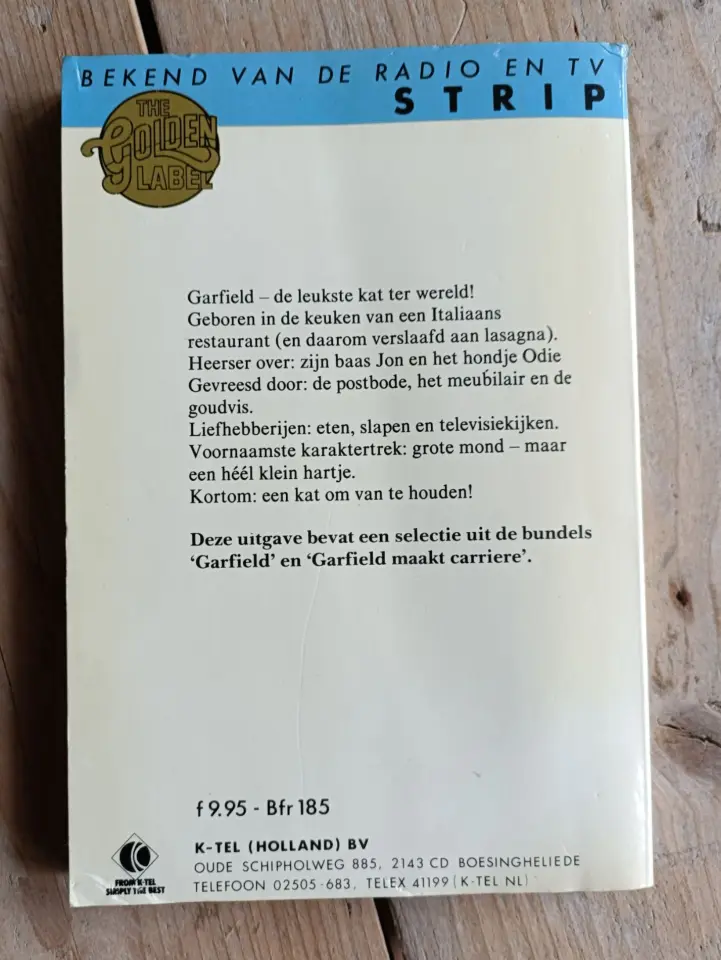 BEKEND VAN DE RADIO EN TV
STRIP
THE
GOLDEN
LABEL
Garfield – de leukste kat ter wereld!
Geboren in de keuken van een Italiaans
restaurant (en daarom verslaafd aan lasagna).
Heerser over: zijn baas Jon en het hondje Odie
Gevreesd door: de postbode, het meubilair en de
goudvis.
Liefhebberijen: eten, slapen en televisiekijken.
Voornaamste karaktertrek: grote mond – maar
een héél klein hartje.
Kortom: een kat om van te houden!
Deze uitgave bevat een selectie uit de bundels
‘Garfield’ en ‘Garfield maakt carriere’.
f 9.95 - Bfr 185
K-TEL (HOLLAND) BV
OUDE SCHIPHOLWEG 885, 2143 CD BOESINGHELIEDE
TELEFOON 02505-683, TELEX 41199 (K-TEL NL)
FROM K-TEL
SIMPLY THE BEST